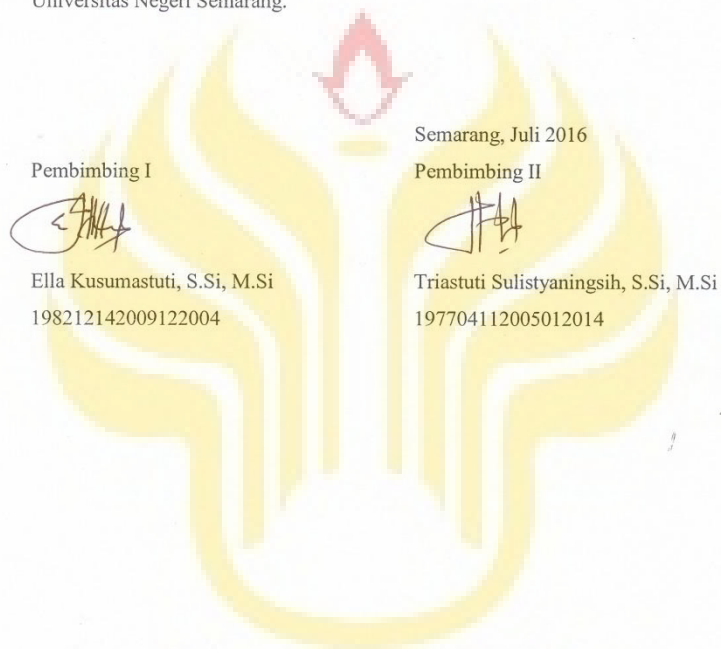 Universitas Negeri Semarang.
Semarang, Juli 2016
Pembimbing I
Pembimbing II
Ella Kusumastuti, S.Si, M.Si
Triastuti Sulistyaningsih, S.Si, M.Si
198212142009122004
197704112005012014